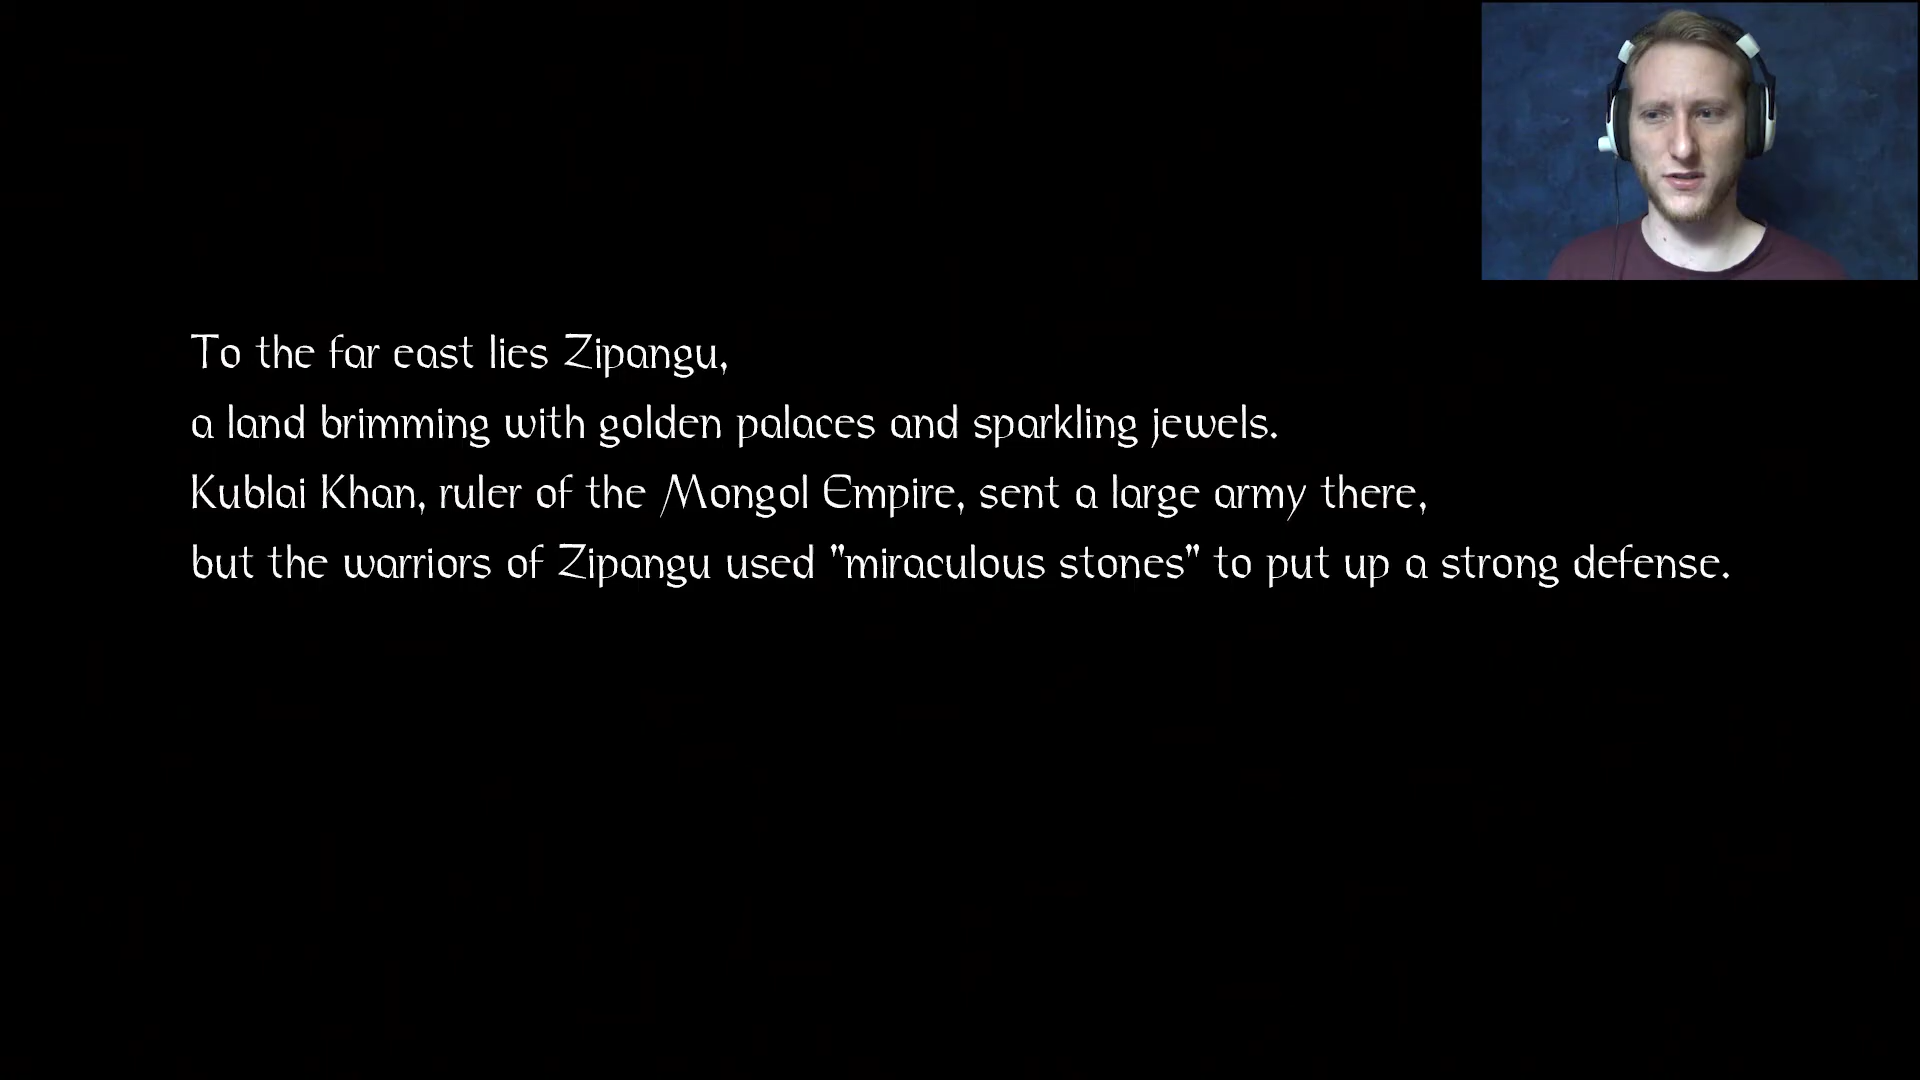 To the far east lies Zipangu,
a land brimming with golden palaces and sparkling jewels.
Kublai Khan, ruler of the Mongol Empire, sent a large army there,
but the warriors of Zipangu used "miraculous stones" to put up a strong defense.